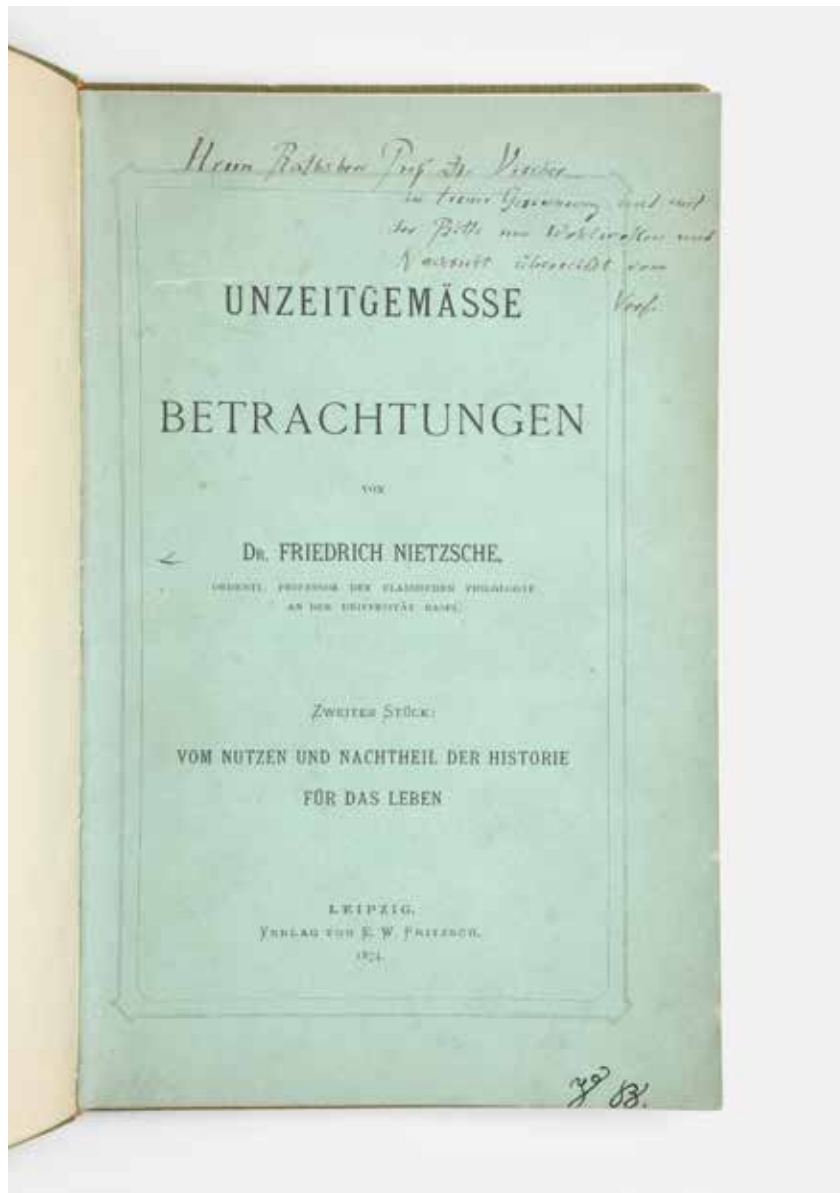 Herrn Rathsherr Prof Dr. Vischer
in treuer Gesinnung und mit
der Bitte um Wohlwollen und
Nachsicht überreicht vom
Verf.
UNZEITGEMÄSSE
BETRACHTUNGEN
VON
DR. FRIEDRICH NIETZSCHE,
ORDENTL. PROFESSOR DER CLASSISCHEN PHILOLOGIE
AN DER UNIVERSITÄT BASEL.
ZWEITES STÜCK:
VOM NUTZEN UND NACHTHEIL DER HISTORIE
FÜR DAS LEBEN
LEIPZIG.
VERLAG VON E. W. FRITZSCH.
1874.